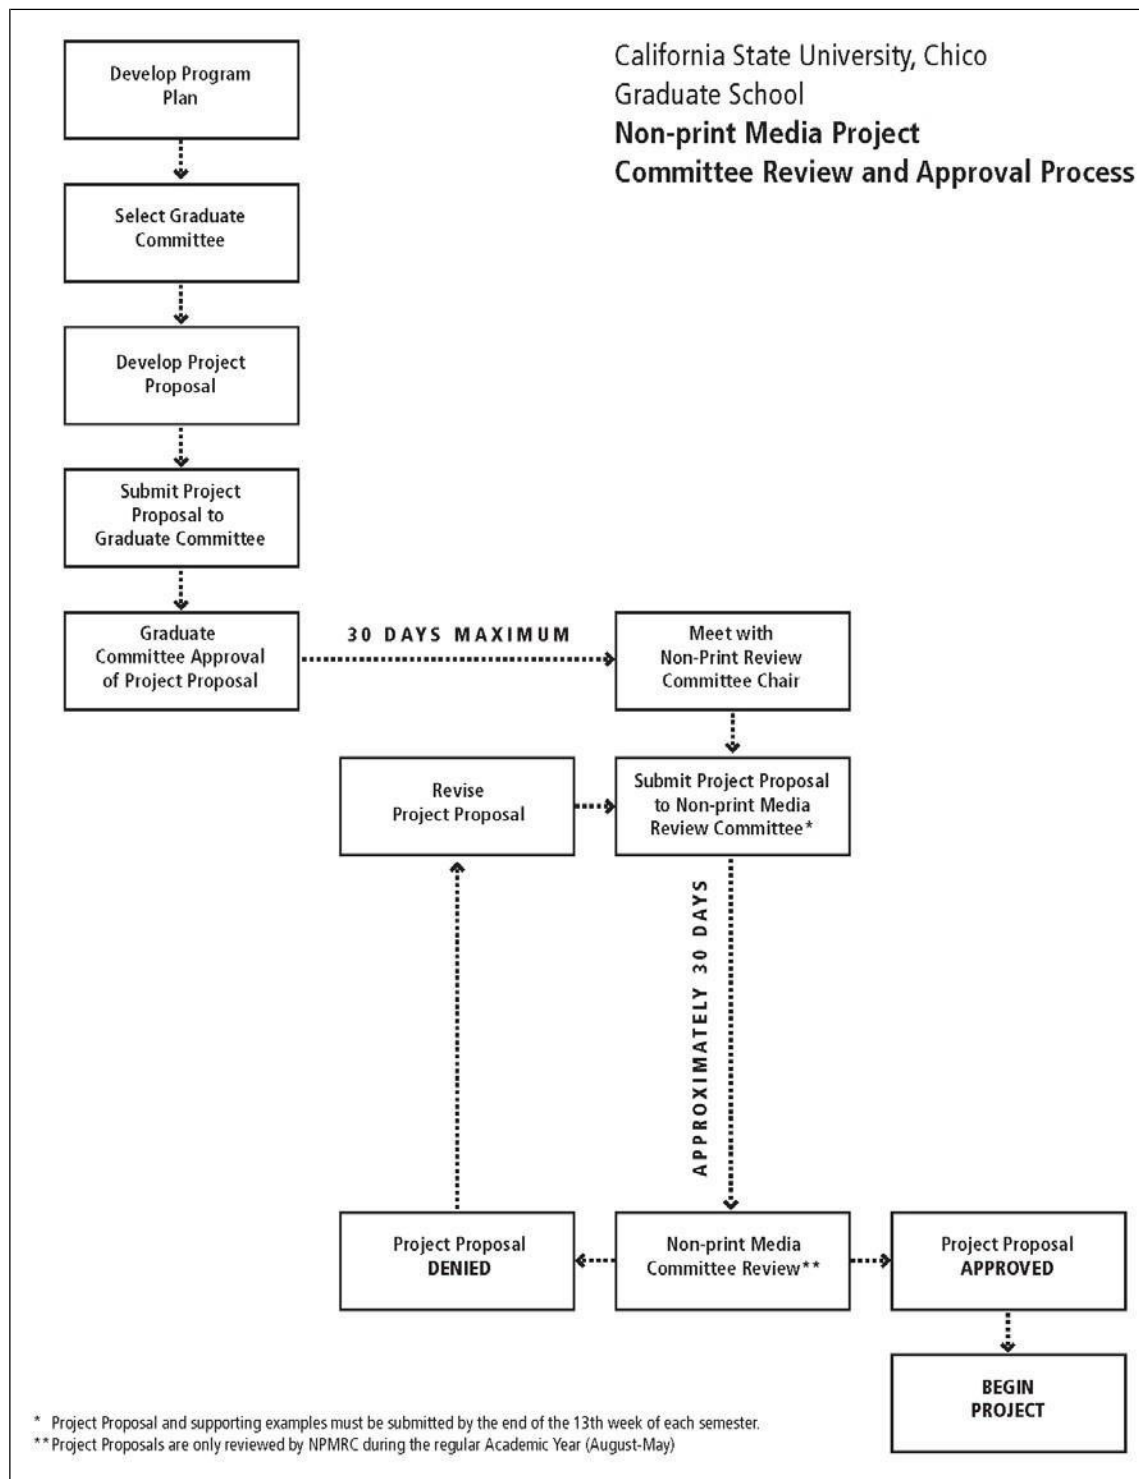 California State University, Chico
Graduate School
Non-print Media Project
Committee Review and Approval Process
Develop Program
Plan
Select Graduate
Committee
Develop Project
Proposal
Submit Project
Proposal to
Graduate Committee
Graduate
Committee Approval
of Project Proposal
30 DAYS MAXIMUM
Meet with
Non-Print Review
Committee Chair
Revise
Project Proposal
Submit Project Proposal
to Non-print Media
Review Committee*
APPROXIMATELY 30 DAYS
Project Proposal
DENIED
Non-print Media
Committee Review**
Project Proposal
APPROVED
BEGIN
PROJECT
* Project Proposal and supporting examples must be submitted by the end of the 13th week of each semester.
**Project Proposals are only reviewed by NPMRC during the regular Academic Year (August-May)